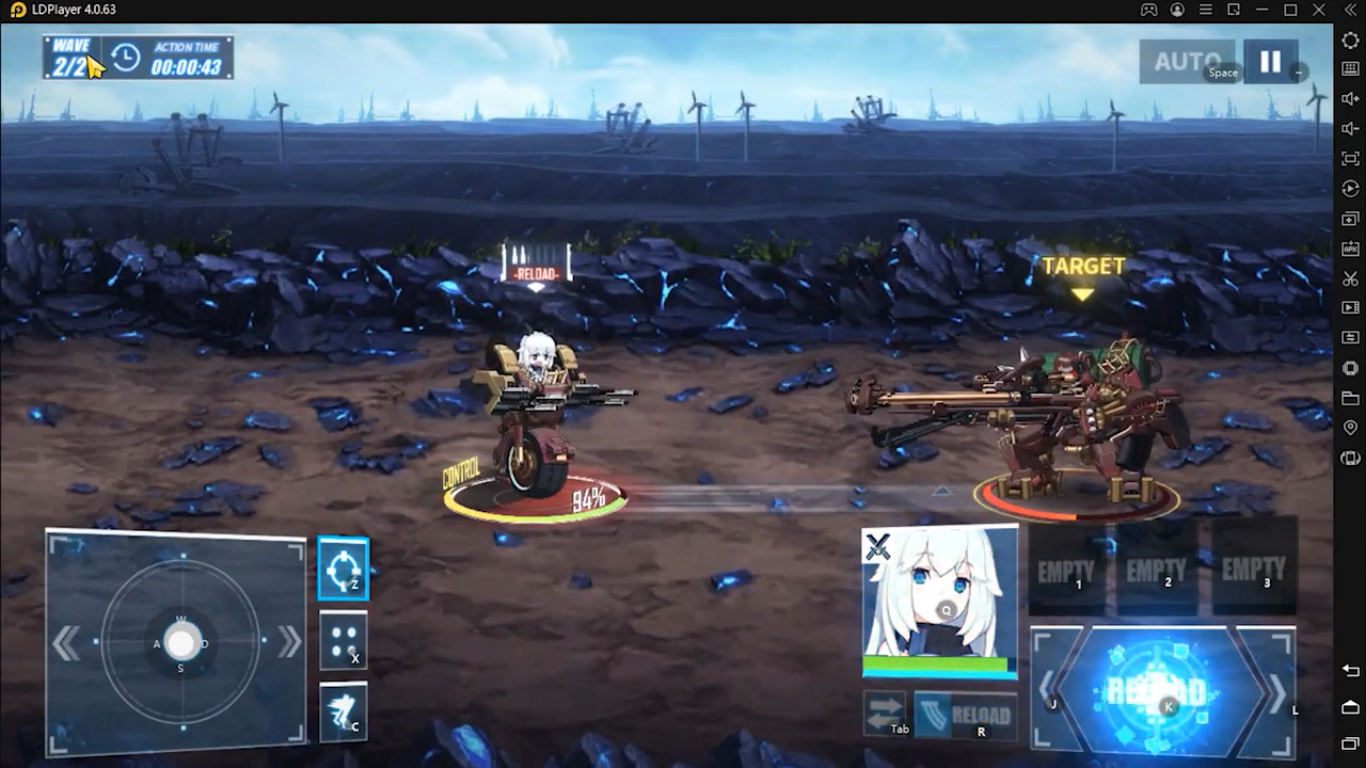 LDPlayer 4.0.63
WAVE
2/2
ACTION TIME
00:00:43
AUTO
Space
~
-RELOAD-
TARGET
CONTROL
94%
W
A
D
S
Z
X
C
Q
EMPTY
1
EMPTY
2
EMPTY
3
Tab
RELOAD
R
J
RELOAD
K
L
APK